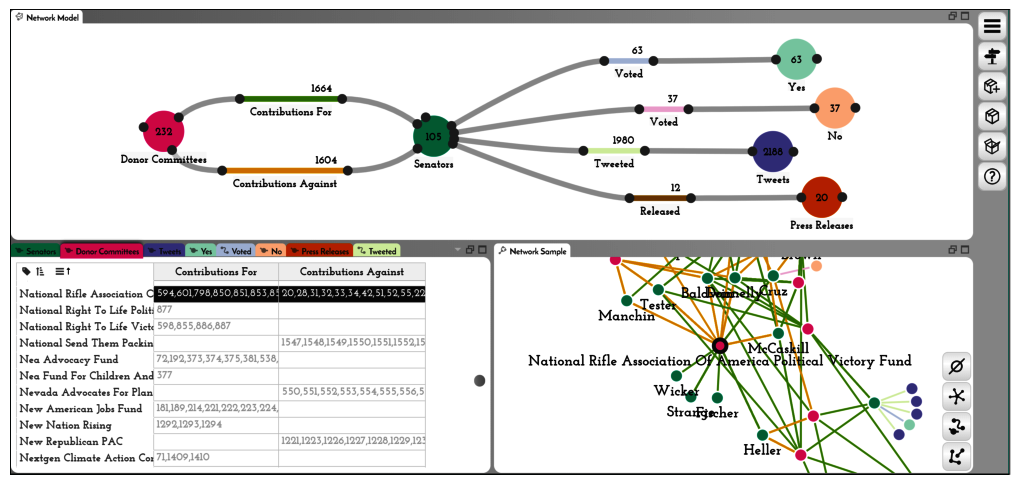 Network Model
1664
Contributions For
232
Donor Committees
1604
Contributions Against
105
Senators
63
Voted
63
Yes
37
Voted
37
No
1980
Tweeted
2188
Tweets
12
Released
20
Press Releases
Senators Donor Committees Tweets Yes Voted No Press Releases Tweeted
Contributions For Contributions Against
National Rifle Association C 594,601,798,850,851,853,85 20,28,31,32,33,34,42,51,52,55,22
National Right To Life Polit 877
National Right To Life Victo 598,855,886,887
National Send Them Packin 1547,1548,1549,1550,1551,1552,15
Nea Advocacy Fund 72,192,373,374,375,381,538,
Nea Fund For Children And 377
Nevada Advocates For Plan 550,551,552,553,554,555,556,5
New American Jobs Fund 181,189,214,221,222,223,224,
New Nation Rising 1292,1293,1294
New Republican PAC 1221,1223,1226,1227,1228,1229,123
Nextgen Climate Action Con 71,1409,1410
Network Sample
Brown
Cruz
Baldwin
Donnelly
Tester
Manchin
McCaskill
National Rifle Association Of America Political Victory Fund
Wicker
Strange
Fischer
Heller